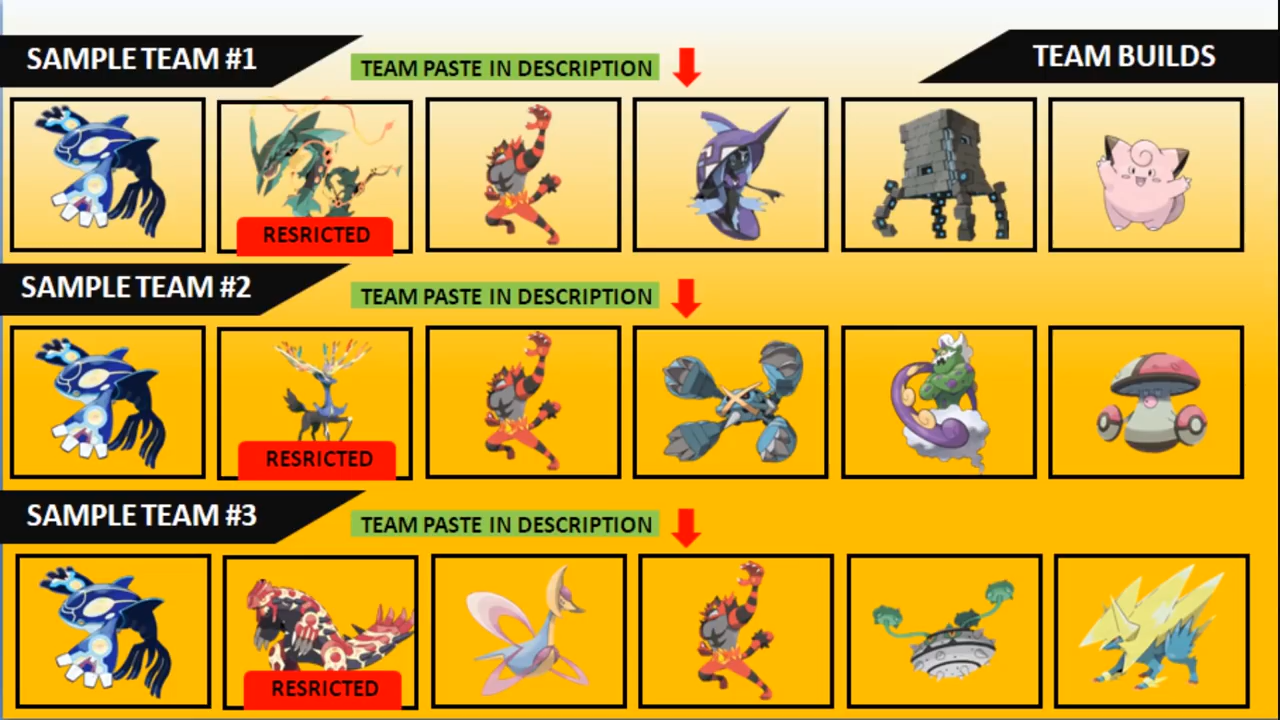 SAMPLE TEAM #1
TEAM PASTE IN DESCRIPTION
TEAM BUILDS
RESRICTED
SAMPLE TEAM #2
TEAM PASTE IN DESCRIPTION
RESRICTED
SAMPLE TEAM #3
TEAM PASTE IN DESCRIPTION
RESRICTED